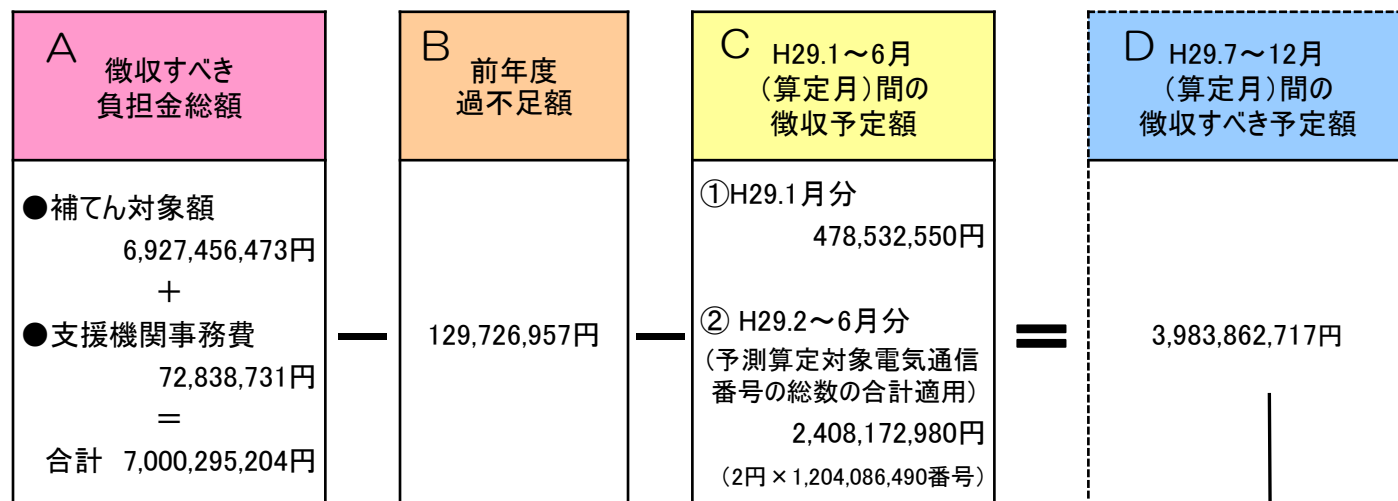 A
徴収すべき
負担金総額
●補てん対象額
6,927,456,473円
+
●支援機関事務費
72,838,731円
=
合計 7,000,295,204円
ー
B
前年度
過不足額
129,726,957円
ー
C
H29.1～6月
(算定月)間の
徴収予定額
①H29.1月分
478,532,550円
② H29.2～6月分
(予測算定対象電気通信
番号の総数の合計適用)
2,408,172,980円
(2円×1,204,086,490番号)
=
D
H29.7～12月
(算定月)間の
徴収すべき予定額
3,983,862,717円